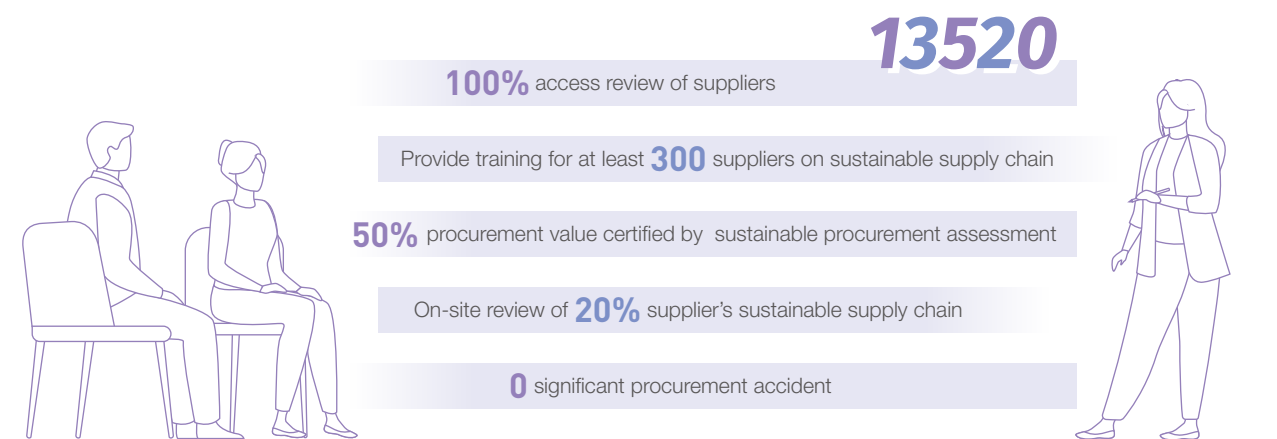 13520
100% access review of suppliers
Provide training for at least 300 suppliers on sustainable supply chain
50% procurement value certified by sustainable procurement assessment
On-site review of 20% supplier’s sustainable supply chain
0 significant procurement accident